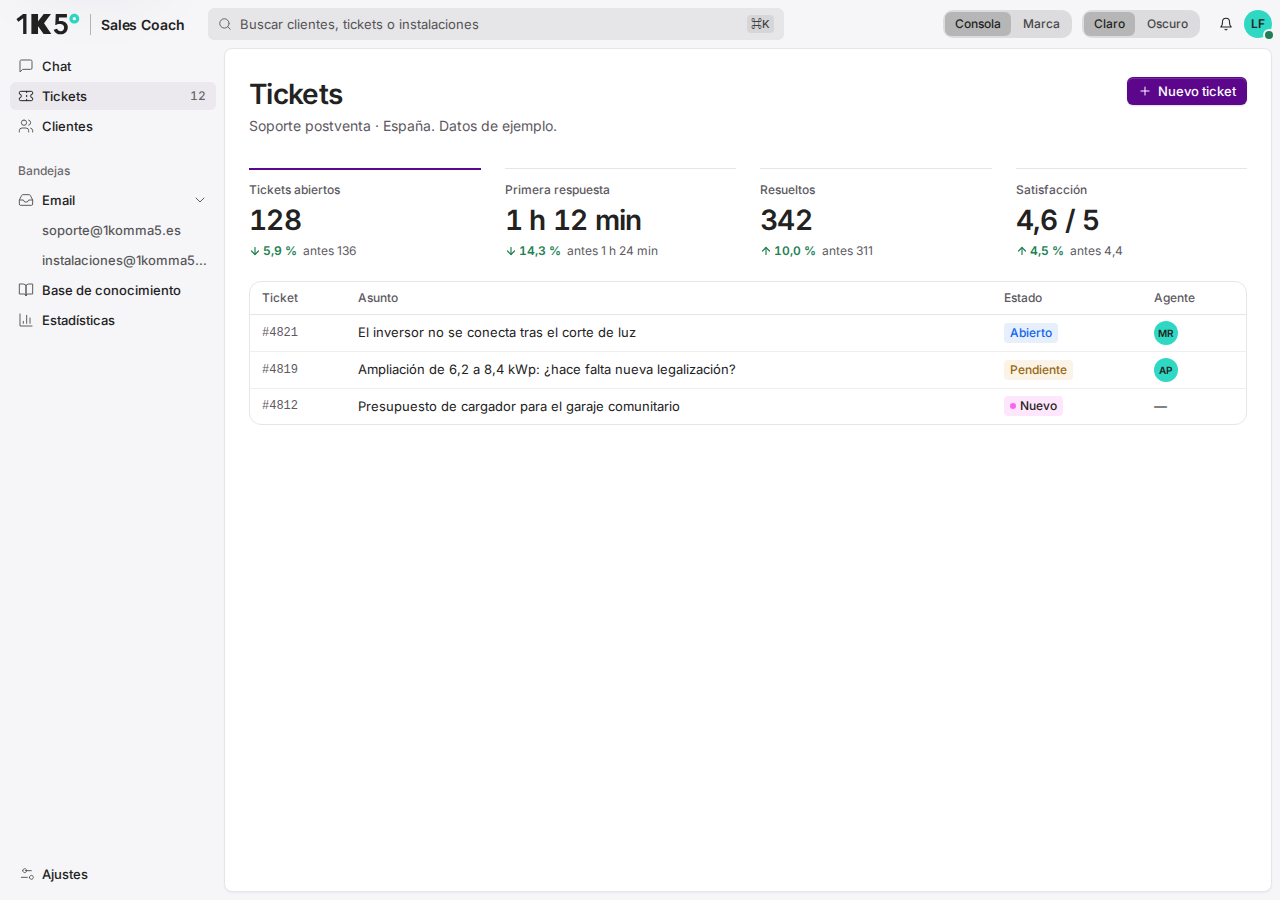 1K5° Sales Coach
Buscar clientes, tickets o instalaciones ⌘K
Consola Marca
Claro Oscuro
LF
Chat
Tickets 12
Clientes
Bandejas
Email
soporte@1komma5.es
instalaciones@1komma5...
Base de conocimiento
Estadísticas
Ajustes
Tickets
+ Nuevo ticket
Soporte postventa · España. Datos de ejemplo.
Tickets abiertos
128
↓ 5,9 % antes 136
Primera respuesta
1 h 12 min
↓ 14,3 % antes 1 h 24 min
Resueltos
342
↑ 10,0 % antes 311
Satisfacción
4,6 / 5
↑ 4,5 % antes 4,4
Ticket Asunto Estado Agente
#4821 El inversor no se conecta tras el corte de luz Abierto MR
#4819 Ampliación de 6,2 a 8,4 kWp: ¿hace falta nueva legalización? Pendiente AP
#4812 Presupuesto de cargador para el garaje comunitario Nuevo —